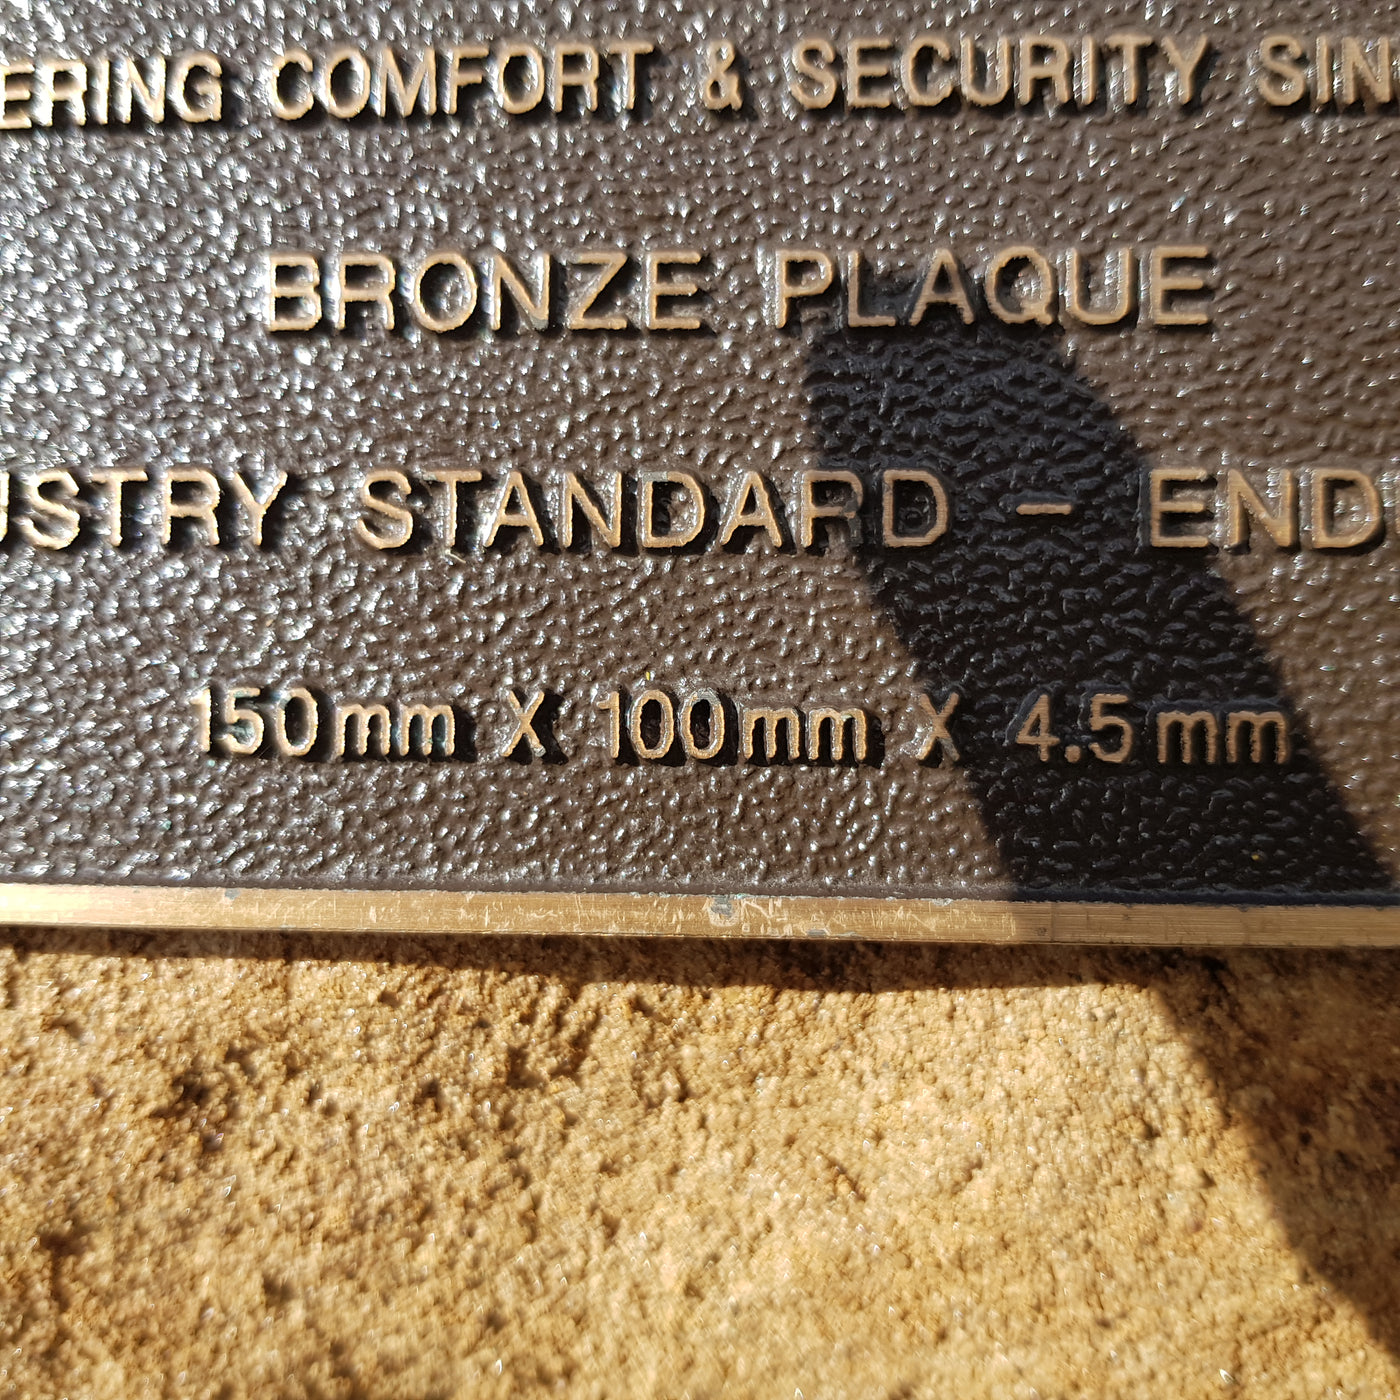 ERING COMFORT & SECURITY SIN
BRONZE PLAQUE
USTRY STANDARD - END
150mm X 100mm X 4.5mm